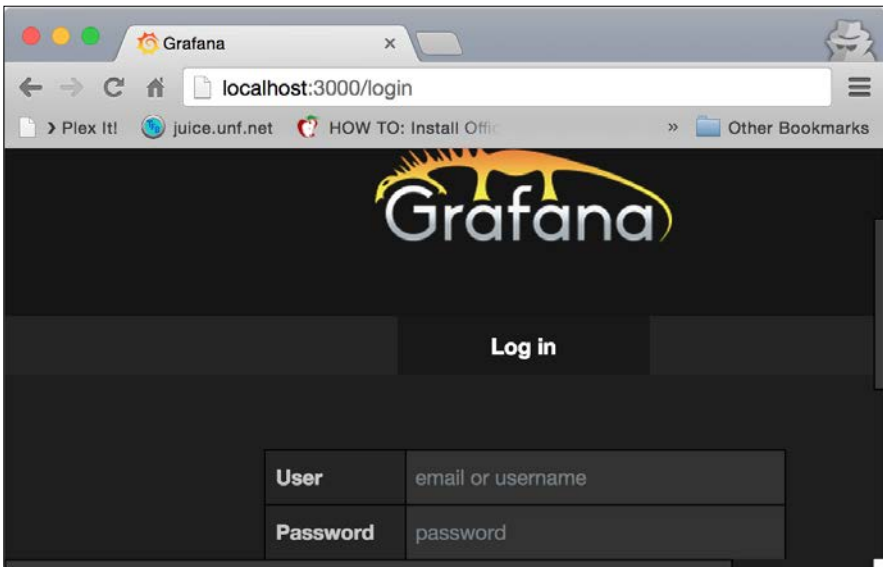 Grafana
localhost:3000/login
> Plex It!
juice.unf.net
HOW TO: Install Offic
»
Other Bookmarks
Grafana
Log in
User
email or username
Password
password